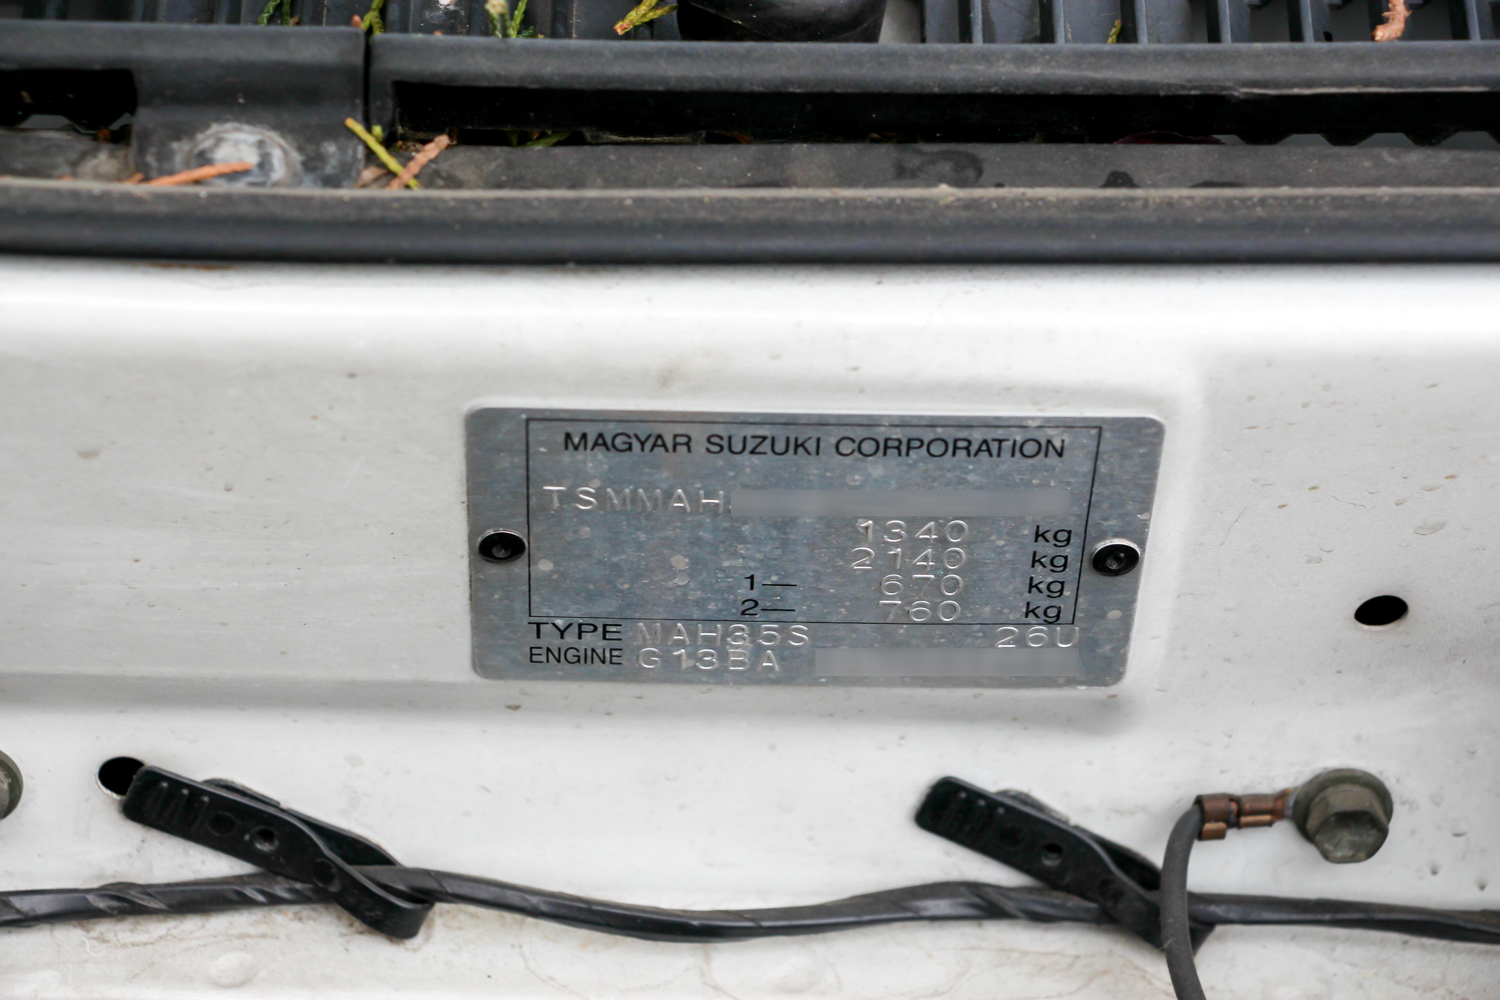 MAGYAR SUZUKI CORPORATION
TSMMAH
1340 kg
2140 kg
1— 670 kg
2— 760 kg
TYPE MAH35S 26U
ENGINE G13BA